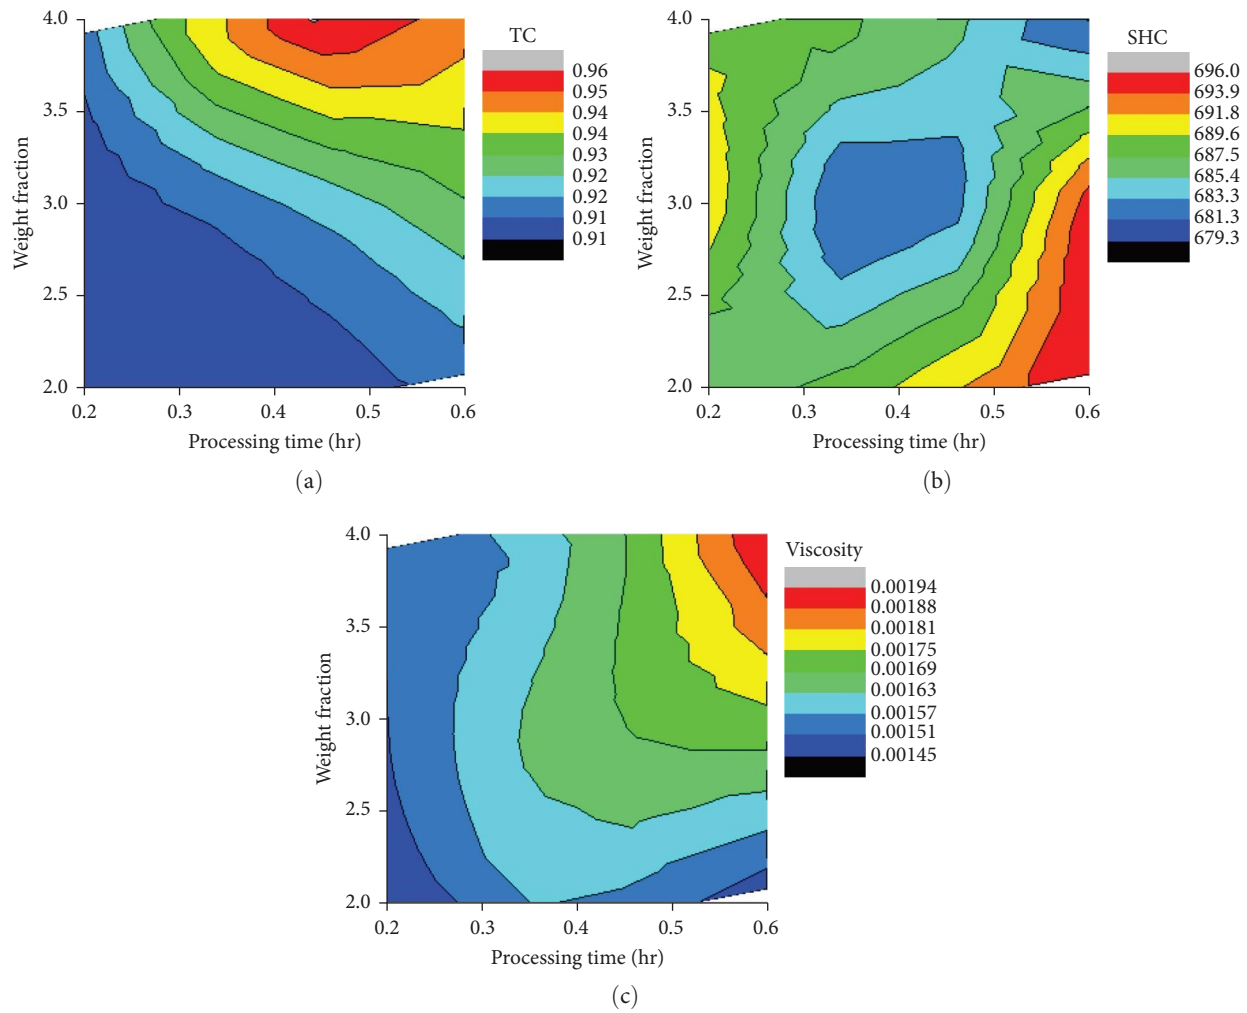 4.0
3.5
3.0
2.5
2.0
Weight fraction
0.2 0.3 0.4 0.5 0.6
Processing time (hr)
TC
0.96
0.95
0.94
0.94
0.93
0.92
0.92
0.91
0.91
(a)
4.0
3.5
3.0
2.5
2.0
Weight fraction
0.2 0.3 0.4 0.5 0.6
Processing time (hr)
SHC
696.0
693.9
691.8
689.6
687.5
685.4
683.3
681.3
679.3
(b)
4.0
3.5
3.0
2.5
2.0
Weight fraction
0.2 0.3 0.4 0.5 0.6
Processing time (hr)
Viscosity
0.00194
0.00188
0.00181
0.00175
0.00169
0.00163
0.00157
0.00151
0.00145
(c)